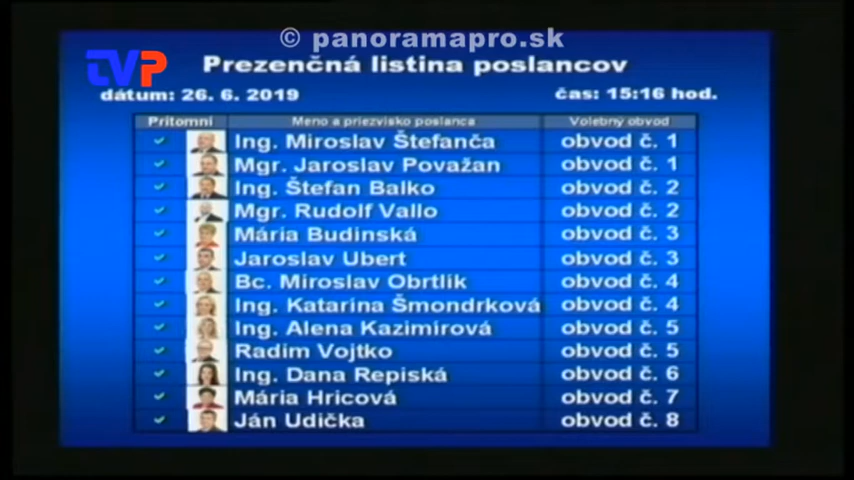 © panoramapro.sk
TVP
Prezenčná listina poslancov
dátum: 26. 6. 2019 čas: 15:16 hod.
Prítomní Meno a priezvisko poslanca Volebný obvod
Ing. Miroslav Štefanča obvod č. 1
Mgr. Jaroslav Považan obvod č. 1
Ing. Štefan Balko obvod č. 2
Mgr. Rudolf Vallo obvod č. 2
Mária Budinská obvod č. 3
Jaroslav Ubert obvod č. 3
Bc. Miroslav Obrtlík obvod č. 4
Ing. Katarína Šmondrková obvod č. 4
Ing. Alena Kazimírová obvod č. 5
Radim Vojtko obvod č. 5
Ing. Dana Repiská obvod č. 6
Mária Hricová obvod č. 7
Ján Udička obvod č. 8